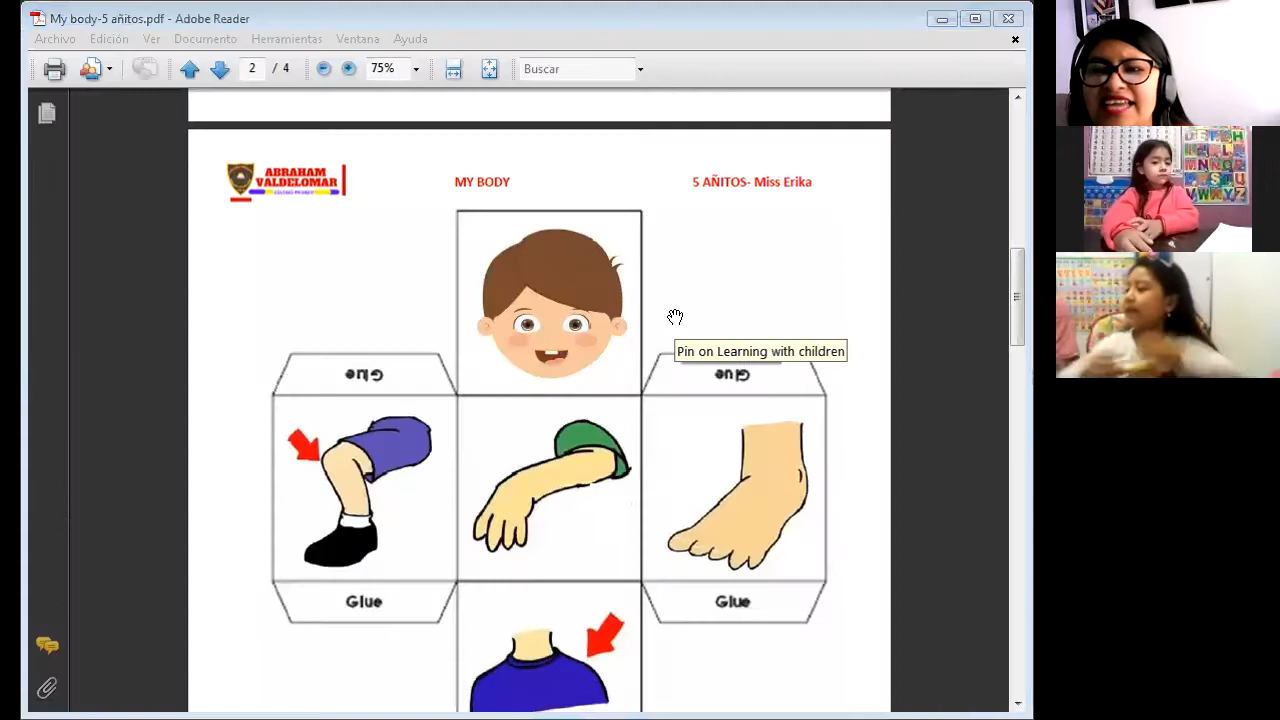 My body-5 añitos.pdf - Adobe Reader
Archivo Edición Ver Documento Herramientas Ventana Ayuda
2 / 4 75% Buscar
ABRAHAM
VALDELOMAR
MY BODY
5 AÑITOS- Miss Erika
Pin on Learning with children
Glue
Glue
Glue
Glue